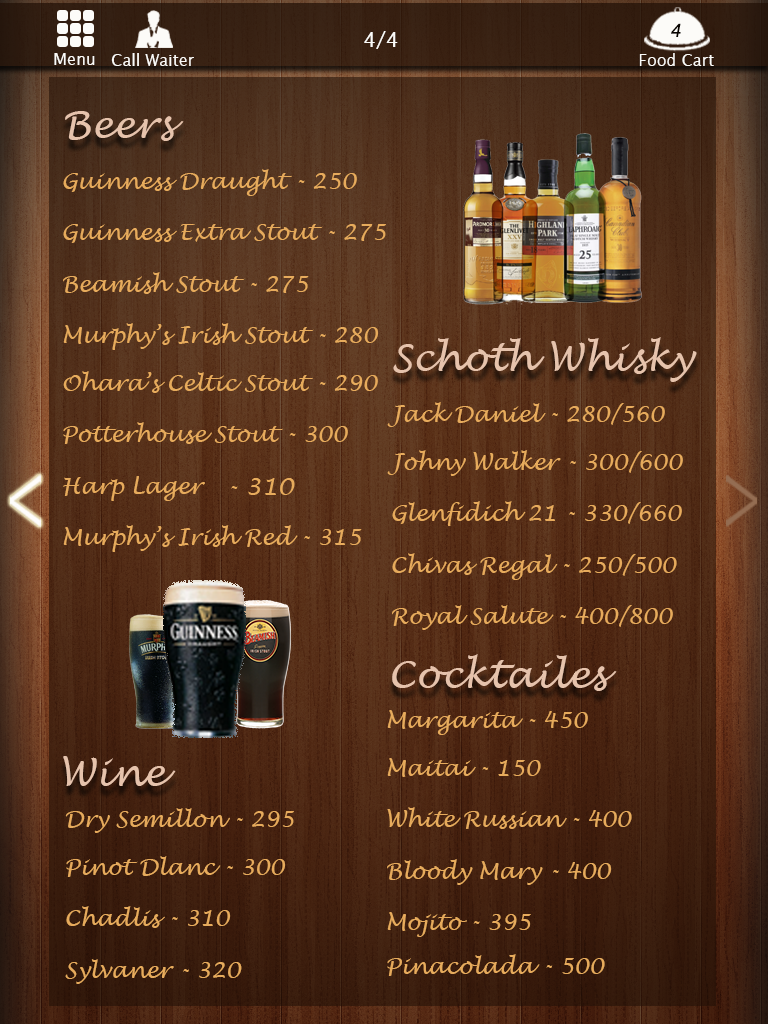 Menu
Call Waiter
4/4
4
Food Cart
Beers
Guinness Draught - 250
Guinness Extra Stout - 275
Beamish Stout - 275
Murphy's Irish Stout - 280
Ohara's Celtic Stout - 290
Potterhouse Stout - 300
Harp Lager - 310
Murphy's Irish Red - 315
GUINNESS
DRAUGHT
Wine
Dry Semillon - 295
Pinot Dlanc - 300
Chadlis - 310
Sylvaner - 320
HIGHLAND
PARK
25
Schoth Whisky
Jack Daniel - 280/560
Johny Walker - 300/600
Glenfidich 21 - 330/660
Chivas Regal - 250/500
Royal Salute - 400/800
Cocktailes
Margarita - 450
Maitai - 150
White Russian - 400
Bloody Mary - 400
Mojito - 395
Pinacolada - 500